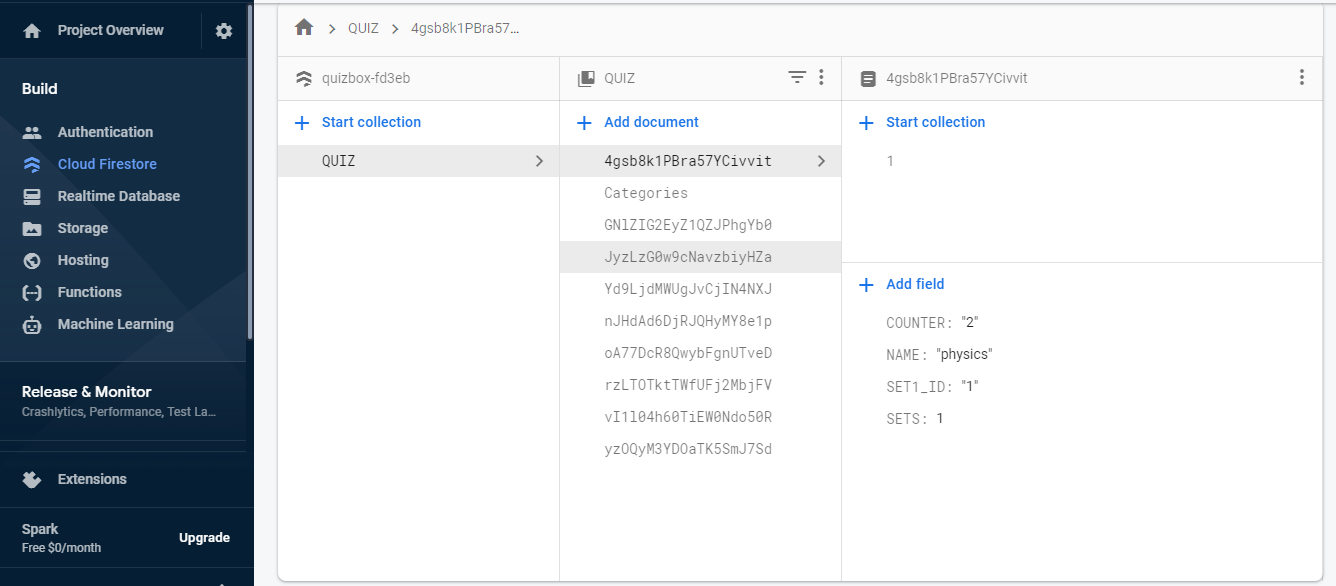 Project Overview
Build
Authentication
Cloud Firestore
Realtime Database
Storage
Hosting
Functions
Machine Learning
Release & Monitor
Crashlytics, Performance, Test La...
Extensions
Spark
Free $0/month
Upgrade
QUIZ
4gsb8k1PBra57...
quizbox-fd3eb
Start collection
QUIZ
QUIZ
Add document
4gsb8k1PBra57YCivvit
Categories
GNlZIG2EyZ1QZJPhgYb0
JyzLzG0w9cNavzbiyHZa
Yd9LjdMWUgJvCjIN4NXJ
nJHdAd6DjRJQHyMY8e1p
oA77DcR8QwybFgnUTveD
rzLTOTktTWfUFj2MbjFV
vI1l04h60TiEW0Ndo50R
yzOQyM3YDOaTK5SmJ7Sd
4gsb8k1PBra57YCivvit
Start collection
1
Add field
COUNTER: "2"
NAME: "physics"
SET1_ID: "1"
SETS: 1